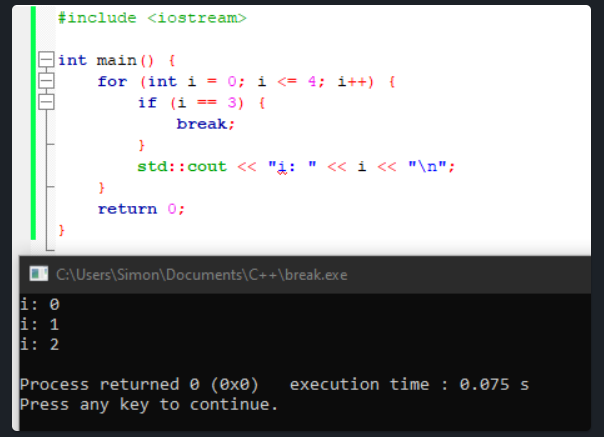 #include <iostream>
int main() {
for (int i = 0; i <= 4; i++) {
if (i == 3) {
break;
}
std::cout << "i: " << i << "\n";
}
return 0;
}
C:\Users\Simon\Documents\C++\break.exe
i: 0
i: 1
i: 2
Process returned 0 (0x0)   execution time : 0.075 s
Press any key to continue.